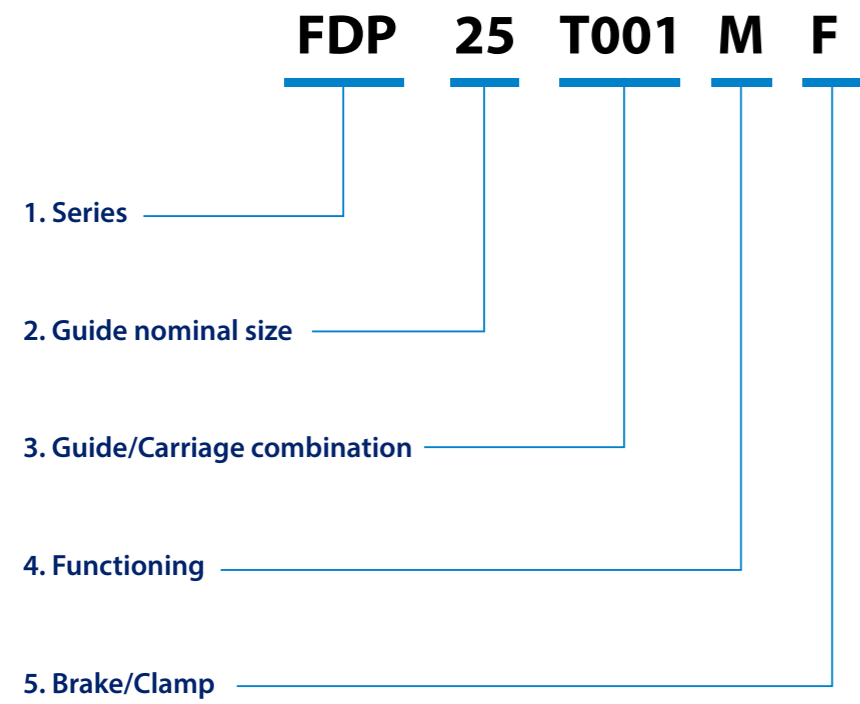 FDP 25 T001 M F
1. Series
2. Guide nominal size
3. Guide/Carriage combination
4. Functioning
5. Brake/Clamp